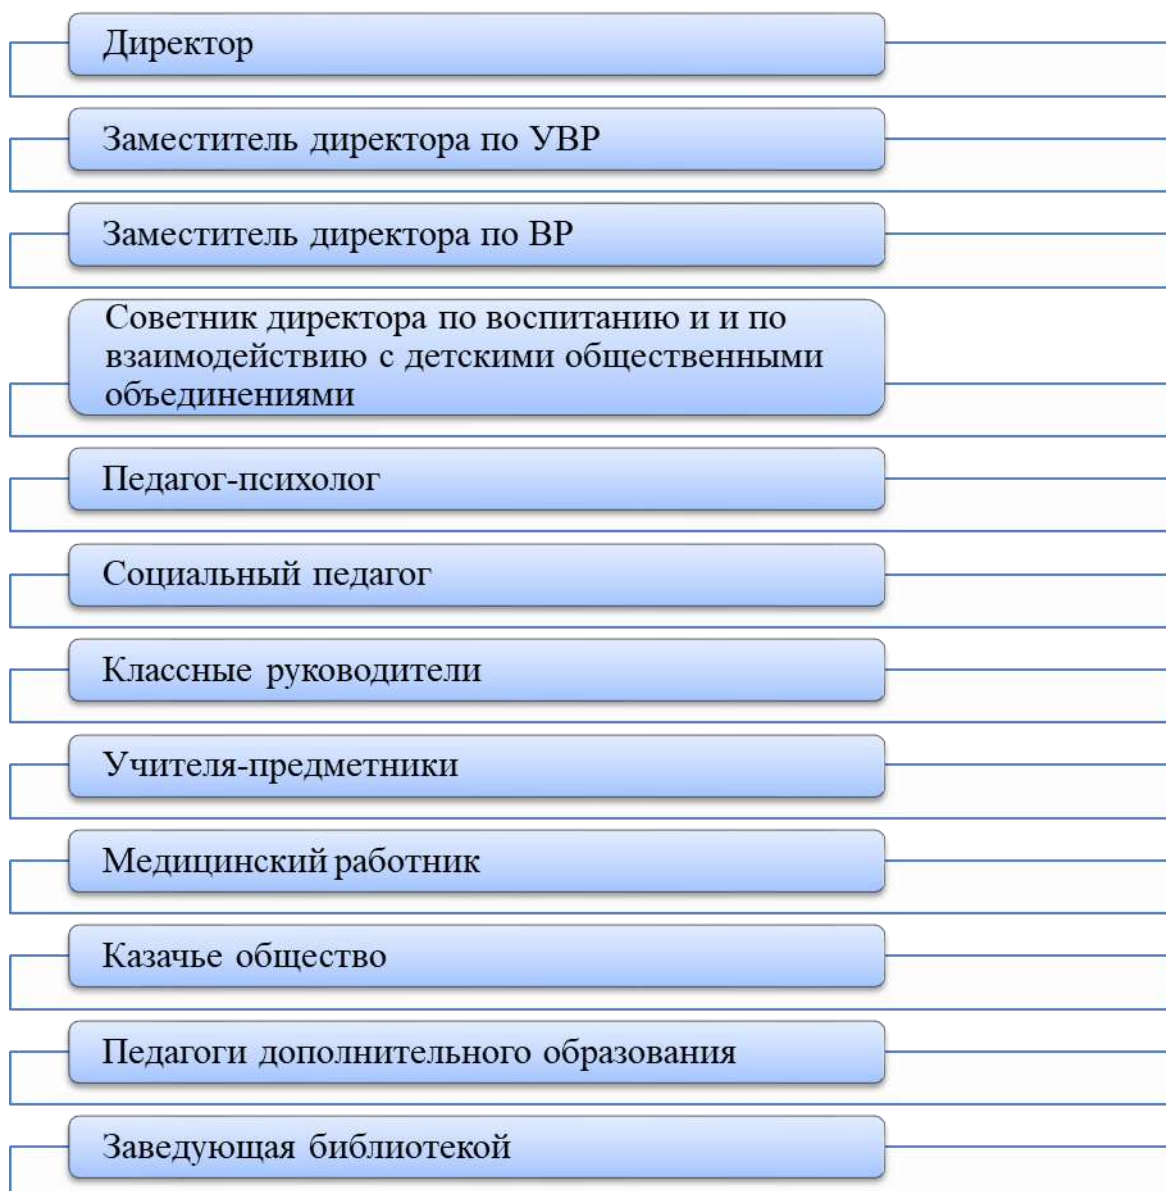 Директор
Заместитель директора по УВР
Заместитель директора по ВР
Советник директора по воспитанию и и по
взаимодействию с детскими общественными
объединениями
Педагог-психолог
Социальный педагог
Классные руководители
Учителя-предметники
Медицинский работник
Казачье общество
Педагоги дополнительного образования
Заведующая библиотекой